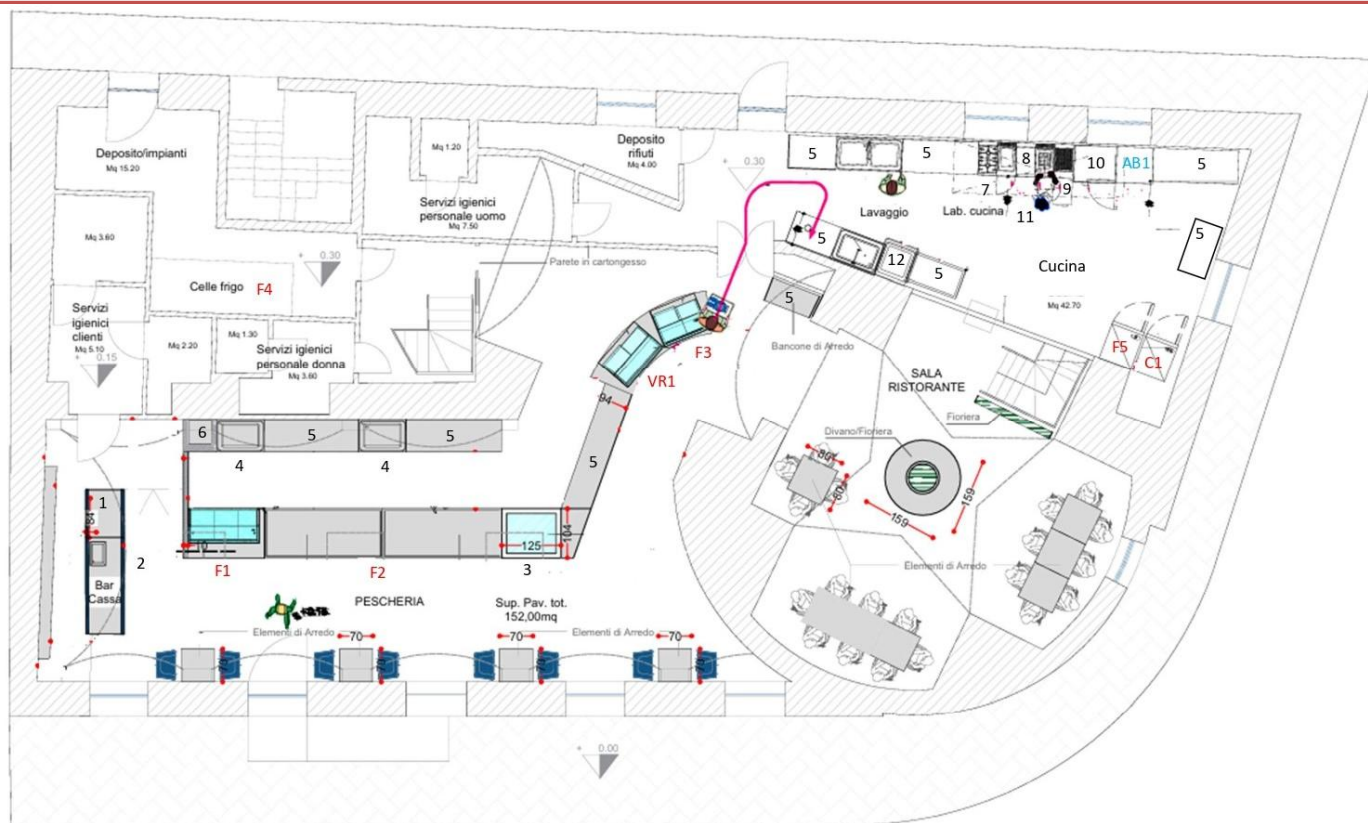 Deposito/impianti
Mq 15.20
Mq 1.20
Deposito
rifiuti
Mq 4.00
+ 0.30
5
5
8
10
AB1
5
7
9
11
Servizi igienici
personale uomo
Mq 7.50
Lavaggio
Lab. cucina
Mq 3.60
+ 0.30
Parete in cartongesso
5
12
5
5
Cucina
Mq 42.70
Celle frigo
F4
5
Bancone di Arredo
Servizi
igienici
clienti
Mq 5.10
+ 0.15
Mq 2.20
Mq 1.30
Servizi igienici
personale donna
Mq 3.60
F3
VR1
F5
C1
SALA
RISTORANTE
Fioriera
Divano/Fioriera
94
6
5
5
4
4
5
80
80
159
159
1
184
2
Bar
Cassa
F1
F2
125
104
3
PESCHERIA
Sup. Pav. tot.
152,00mq
Elementi di Arredo
Elementi di Arredo
Elementi di Arredo
70
70
70
+ 0.00